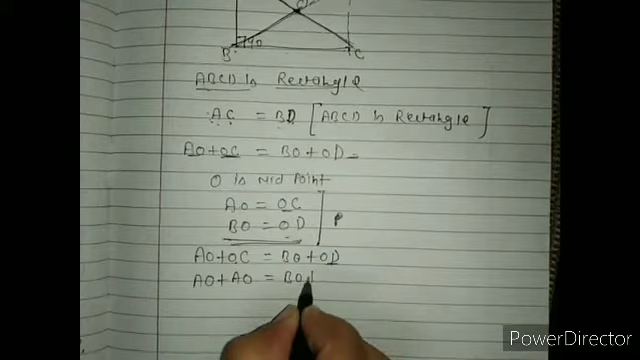 O
B 90 C
ABCD is Rectangle
AC = BD [ABCD is Rectangle]
AO+OC = BO+OD
O is Mid Point
AO = OC
BO = OD
AO+OC = BO+OD
AO+AO = BO
PowerDirector